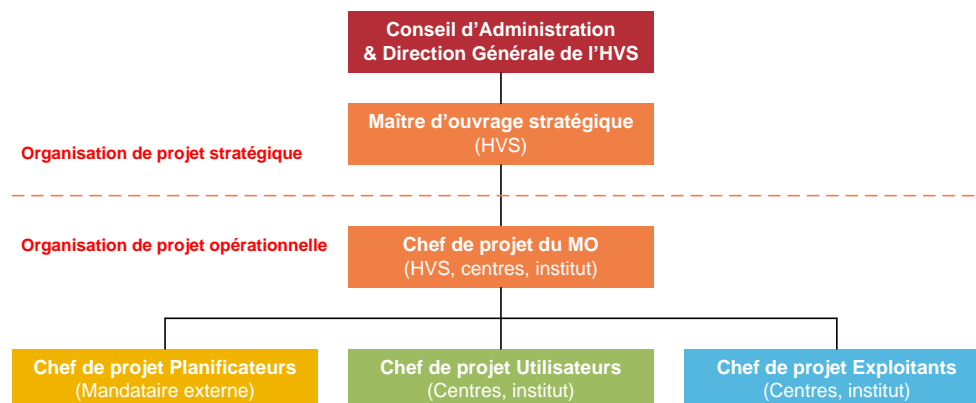 Conseil d'Administration
& Direction Générale de l'HVS
Maître d'ouvrage stratégique
(HVS)
Organisation de projet stratégique
Organisation de projet opérationnelle
Chef de projet du MO
(HVS, centres, institut)
Chef de projet Planificateurs
(Mandataire externe)
Chef de projet Utilisateurs
(Centres, institut)
Chef de projet Exploitants
(Centres, institut)